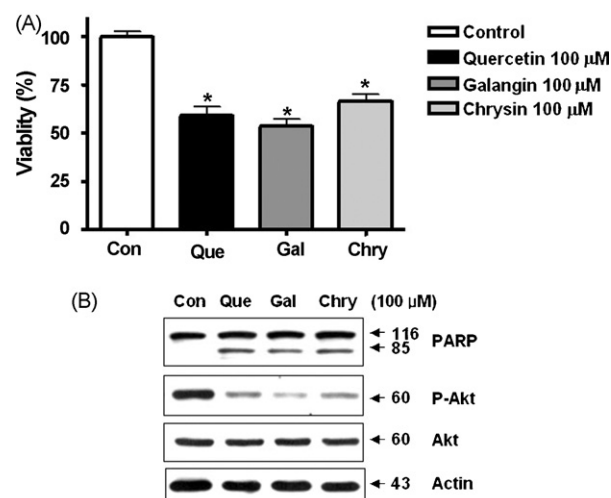 (A)
Viablity (%)
100
75
50
25
0
*
*
*
Con Que Gal Chry
Control
Quercetin 100 μM
Galangin 100 μM
Chrysin 100 μM
(B)
Con Que Gal Chry (100 μM)
116
85
PARP
60 P-Akt
60 Akt
43 Actin